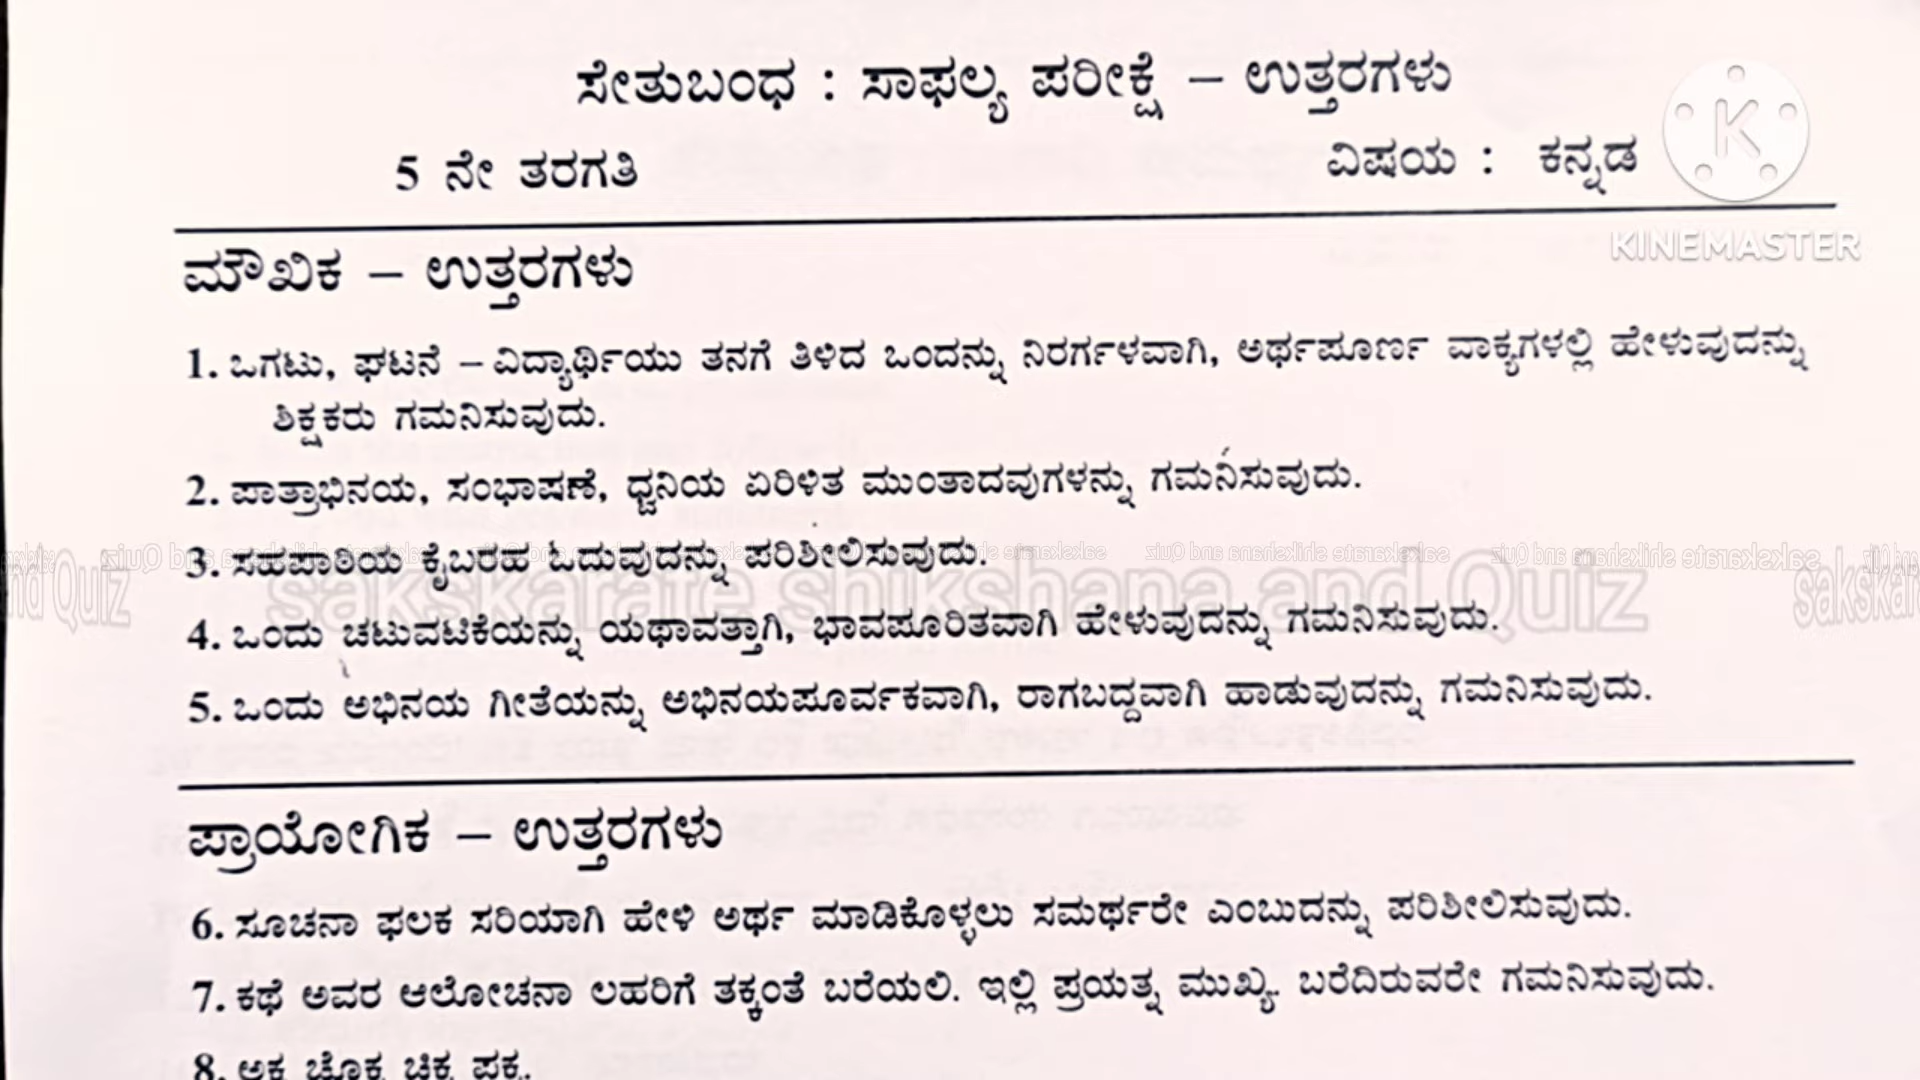 ಸೇತುಬಂಧ : ಸಾಫಲ್ಯ ಪರೀಕ್ಷೆ – ಉತ್ತರಗಳು
5 ನೇ ತರಗತಿ
ವಿಷಯ : ಕನ್ನಡ
KINEMASTER
ಮೌಖಿಕ – ಉತ್ತರಗಳು
1. ಒಗಟು, ಘಟನೆ – ವಿದ್ಯಾರ್ಥಿಯು ತನಗೆ ತಿಳಿದ ಒಂದನ್ನು ನಿರರ್ಗಳವಾಗಿ, ಅರ್ಥಪೂರ್ಣ ವಾಕ್ಯಗಳಲ್ಲಿ ಹೇಳುವುದನ್ನು
ಶಿಕ್ಷಕರು ಗಮನಿಸುವುದು.
2. ಪಾತ್ರಾಭಿನಯ, ಸಂಭಾಷಣೆ, ಧ್ವನಿಯ ಏರಿಳಿತ ಮುಂತಾದವುಗಳನ್ನು ಗಮನಿಸುವುದು.
3. ಸಹಪಾಠಿಯ ಕೈಬರಹ ಓದುವುದನ್ನು ಪರಿಶೀಲಿಸುವುದು.
sakskarate shikshana and Quiz
4. ಒಂದು ಚಟುವಟಿಕೆಯನ್ನು ಯಥಾವತ್ತಾಗಿ, ಭಾವಪೂರಿತವಾಗಿ ಹೇಳುವುದನ್ನು ಗಮನಿಸುವುದು.
5. ಒಂದು ಅಭಿನಯ ಗೀತೆಯನ್ನು ಅಭಿನಯಪೂರ್ವಕವಾಗಿ, ರಾಗಬದ್ದವಾಗಿ ಹಾಡುವುದನ್ನು ಗಮನಿಸುವುದು.
ಪ್ರಾಯೋಗಿಕ – ಉತ್ತರಗಳು
6. ಸೂಚನಾ ಫಲಕ ಸರಿಯಾಗಿ ಹೇಳಿ ಅರ್ಥ ಮಾಡಿಕೊಳ್ಳಲು ಸಮರ್ಥರೇ ಎಂಬುದನ್ನು ಪರಿಶೀಲಿಸುವುದು.
7. ಕಥೆ ಅವರ ಆಲೋಚನಾ ಲಹರಿಗೆ ತಕ್ಕಂತೆ ಬರೆಯಲಿ. ಇಲ್ಲಿ ಪ್ರಯತ್ನ ಮುಖ್ಯ. ಬರೆದಿರುವರೇ ಗಮನಿಸುವುದು.
8.